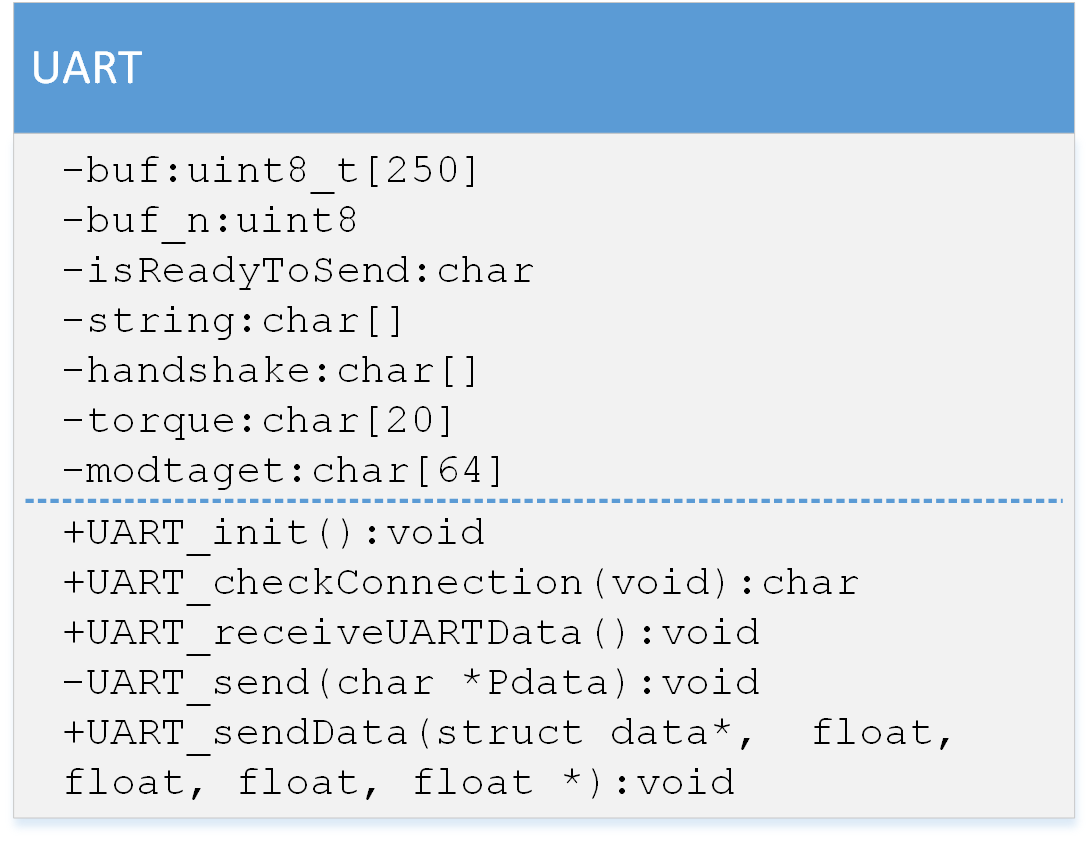 UART
-buf:uint8_t[250]
-buf_n:uint8
-isReadyToSend:char
-string:char[]
-handshake:char[]
-torque:char[20]
-modtaget:char[64]
+UART_init():void
+UART_checkConnection(void):char
+UART_receiveUARTData():void
-UART_send(char *Pdata):void
+UART_sendData(struct data*,  float,
float, float, float *):void